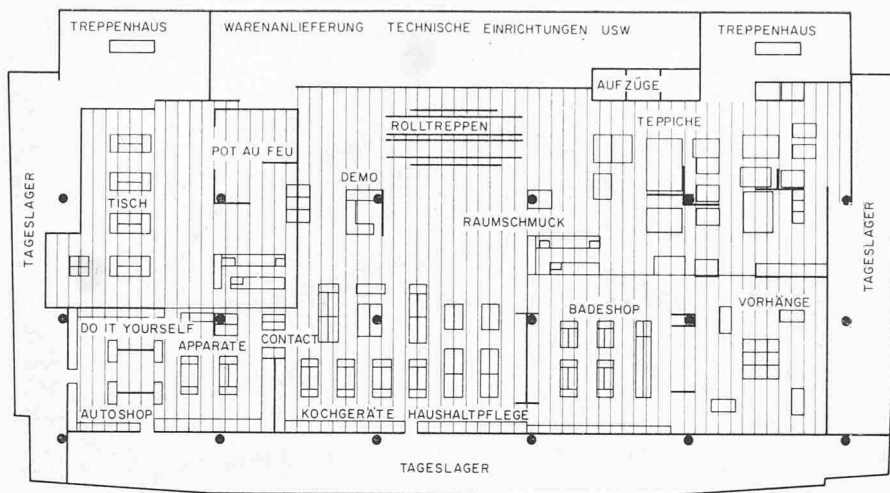 TREPPENHAUS
WARENANLIEFERUNG TECHNISCHE EINRICHTUNGEN USW
TREPPENHAUS
AUFZÜGE
ROLLTREPPEN
TEPPICHE
POT AU FEU
DEMO
TISCH
RAUMSCHMUCK
TAGESLAGER
TAGESLAGER
DO IT YOURSELF
APPARATE
CONTACT
BADESHOP
VORHÄNGE
AUTOSHOP
KOCHGERÄTE
HAUSHALTPFLEGE
TAGESLAGER